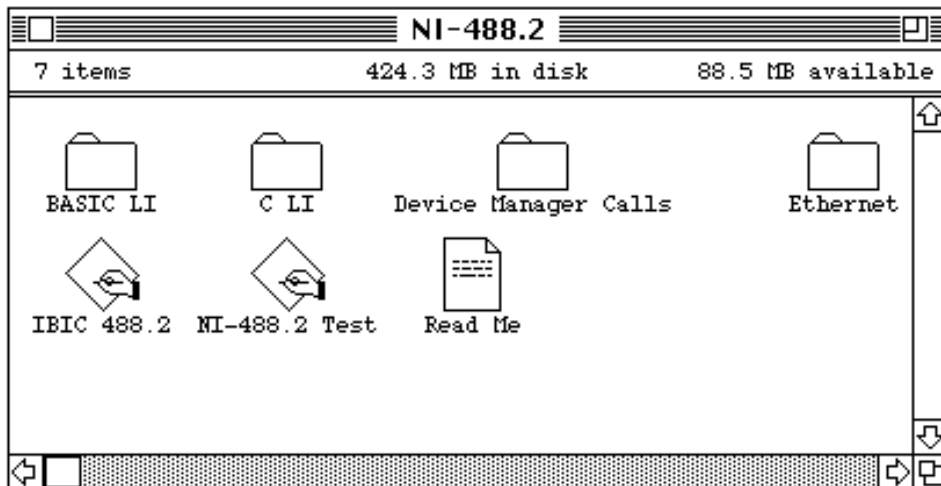 NI-488.2
7 items 424.3 MB in disk 88.5 MB available
BASIC LI C LI Device Manager Calls Ethernet
IBIC 488.2 NI-488.2 Test Read Me